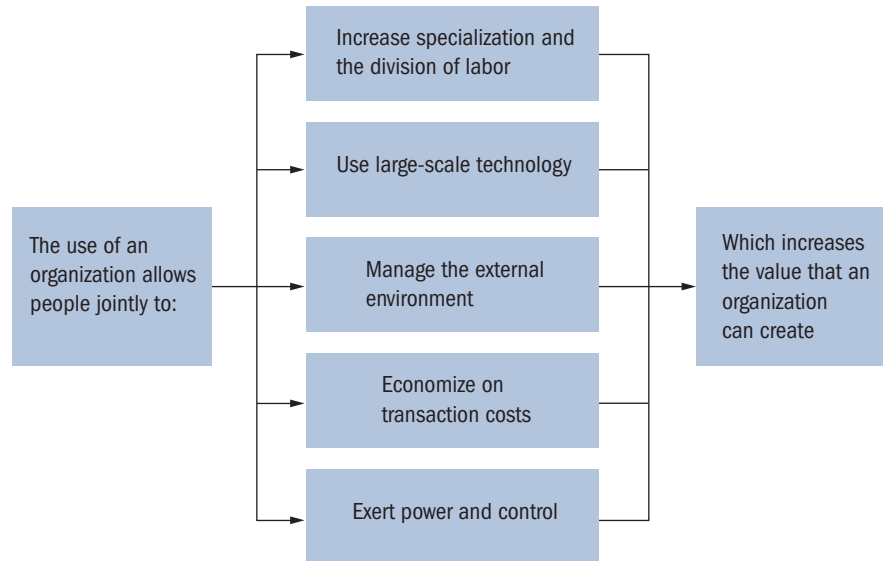 The use of an
organization allows
people jointly to:
Increase specialization and
the division of labor
Use large-scale technology
Manage the external
environment
Economize on
transaction costs
Exert power and control
Which increases
the value that an
organization
can create